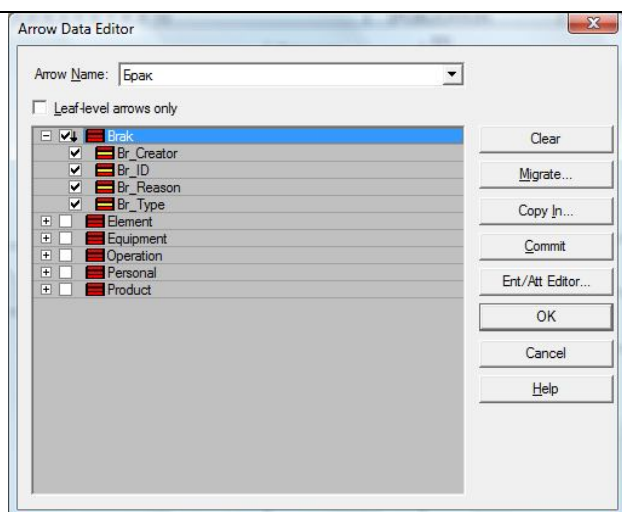 Arrow Data Editor
Arrow Name: Брак
Leaf-level arrows only
Brak
Br_Creator
Br_ID
Br_Reason
Br_Type
Element
Equipment
Operation
Personal
Product
Clear
Migrate...
Copy In...
Commit
Ent/Att Editor...
OK
Cancel
Help